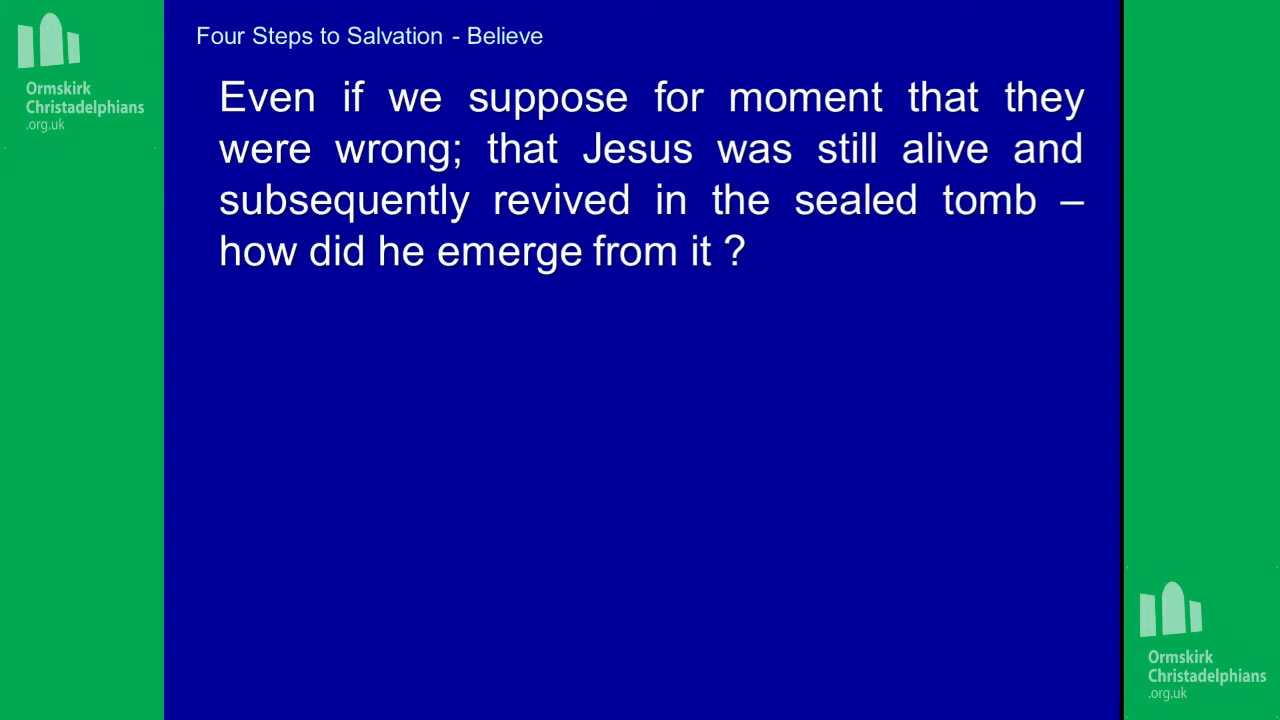 Ormskirk
Christadelphians
.org.uk
Four Steps to Salvation - Believe
Even if we suppose for moment that they
were wrong; that Jesus was still alive and
subsequently revived in the sealed tomb –
how did he emerge from it ?
Ormskirk
Christadelphians
.org.uk